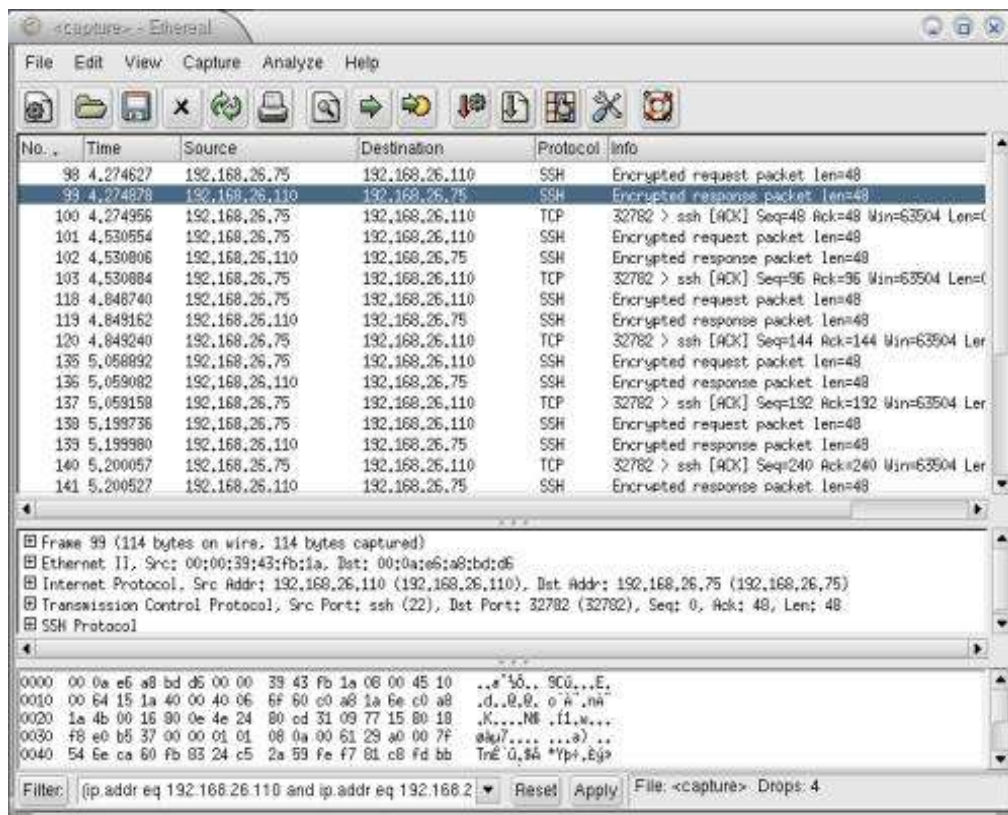 <capture> - Ethereal
File Edit View Capture Analyze Help
No. . Time Source Destination Protocol Info
98 4.274627 192.168.26.75 192.168.26.110 SSH Encrypted request packet len=48
99 4.274878 192.168.26.110 192.168.26.75 SSH Encrypted response packet len=48
100 4.274956 192.168.26.75 192.168.26.110 TCP 32782 > ssh [ACK] Seq=48 Ack=48 Win=63504 Len=0
101 4.530554 192.168.26.75 192.168.26.110 SSH Encrypted request packet len=48
102 4.530806 192.168.26.110 192.168.26.75 SSH Encrypted response packet len=48
103 4.530884 192.168.26.75 192.168.26.110 TCP 32782 > ssh [ACK] Seq=96 Ack=96 Win=63504 Len=0
118 4.848740 192.168.26.75 192.168.26.110 SSH Encrypted request packet len=48
119 4.849162 192.168.26.110 192.168.26.75 SSH Encrypted response packet len=48
120 4.849240 192.168.26.75 192.168.26.110 TCP 32782 > ssh [ACK] Seq=144 Ack=144 Win=63504 Ler
135 5.058892 192.168.26.75 192.168.26.110 SSH Encrypted request packet len=48
136 5.059082 192.168.26.110 192.168.26.75 SSH Encrypted response packet len=48
137 5.059158 192.168.26.75 192.168.26.110 TCP 32782 > ssh [ACK] Seq=192 Ack=192 Win=63504 Ler
138 5.199736 192.168.26.75 192.168.26.110 SSH Encrypted request packet len=48
139 5.199980 192.168.26.110 192.168.26.75 SSH Encrypted response packet len=48
140 5.200057 192.168.26.75 192.168.26.110 TCP 32782 > ssh [ACK] Seq=240 Ack=240 Win=63504 Ler
141 5.200527 192.168.26.110 192.168.26.75 SSH Encrypted response packet len=48
Frame 99 (114 bytes on wire, 114 bytes captured)
Ethernet II, Src: 00:00:39:43:fb:1a, Dst: 00:0a:e6:a8:bd:d6
Internet Protocol, Src Addr: 192.168.26.110 (192.168.26.110), Dst Addr: 192.168.26.75 (192.168.26.75)
Transmission Control Protocol, Src Port: ssh (22), Dst Port: 32782 (32782), Seq: 0, Ack: 48, Len: 48
SSH Protocol
0000 00 0a e6 a8 bd d6 00 00 39 43 fb 1a 08 00 45 10
0010 00 64 15 1a 40 00 40 06 6f 60 c0 a8 1a 6e c0 a8
0020 1a 4b 00 16 80 0e 4e 24 80 cd 31 09 77 15 80 18
0030 f8 e0 b5 37 00 00 01 01 08 0a 00 61 29 a0 00 7f
0040 54 6e ca 60 fb 83 24 c5 2a 59 fe f7 81 c8 fd bb
Filter: (ip.addr eq 192.168.26.110 and ip.addr eq 192.168.2 Reset Apply File: <capture> Drops: 4